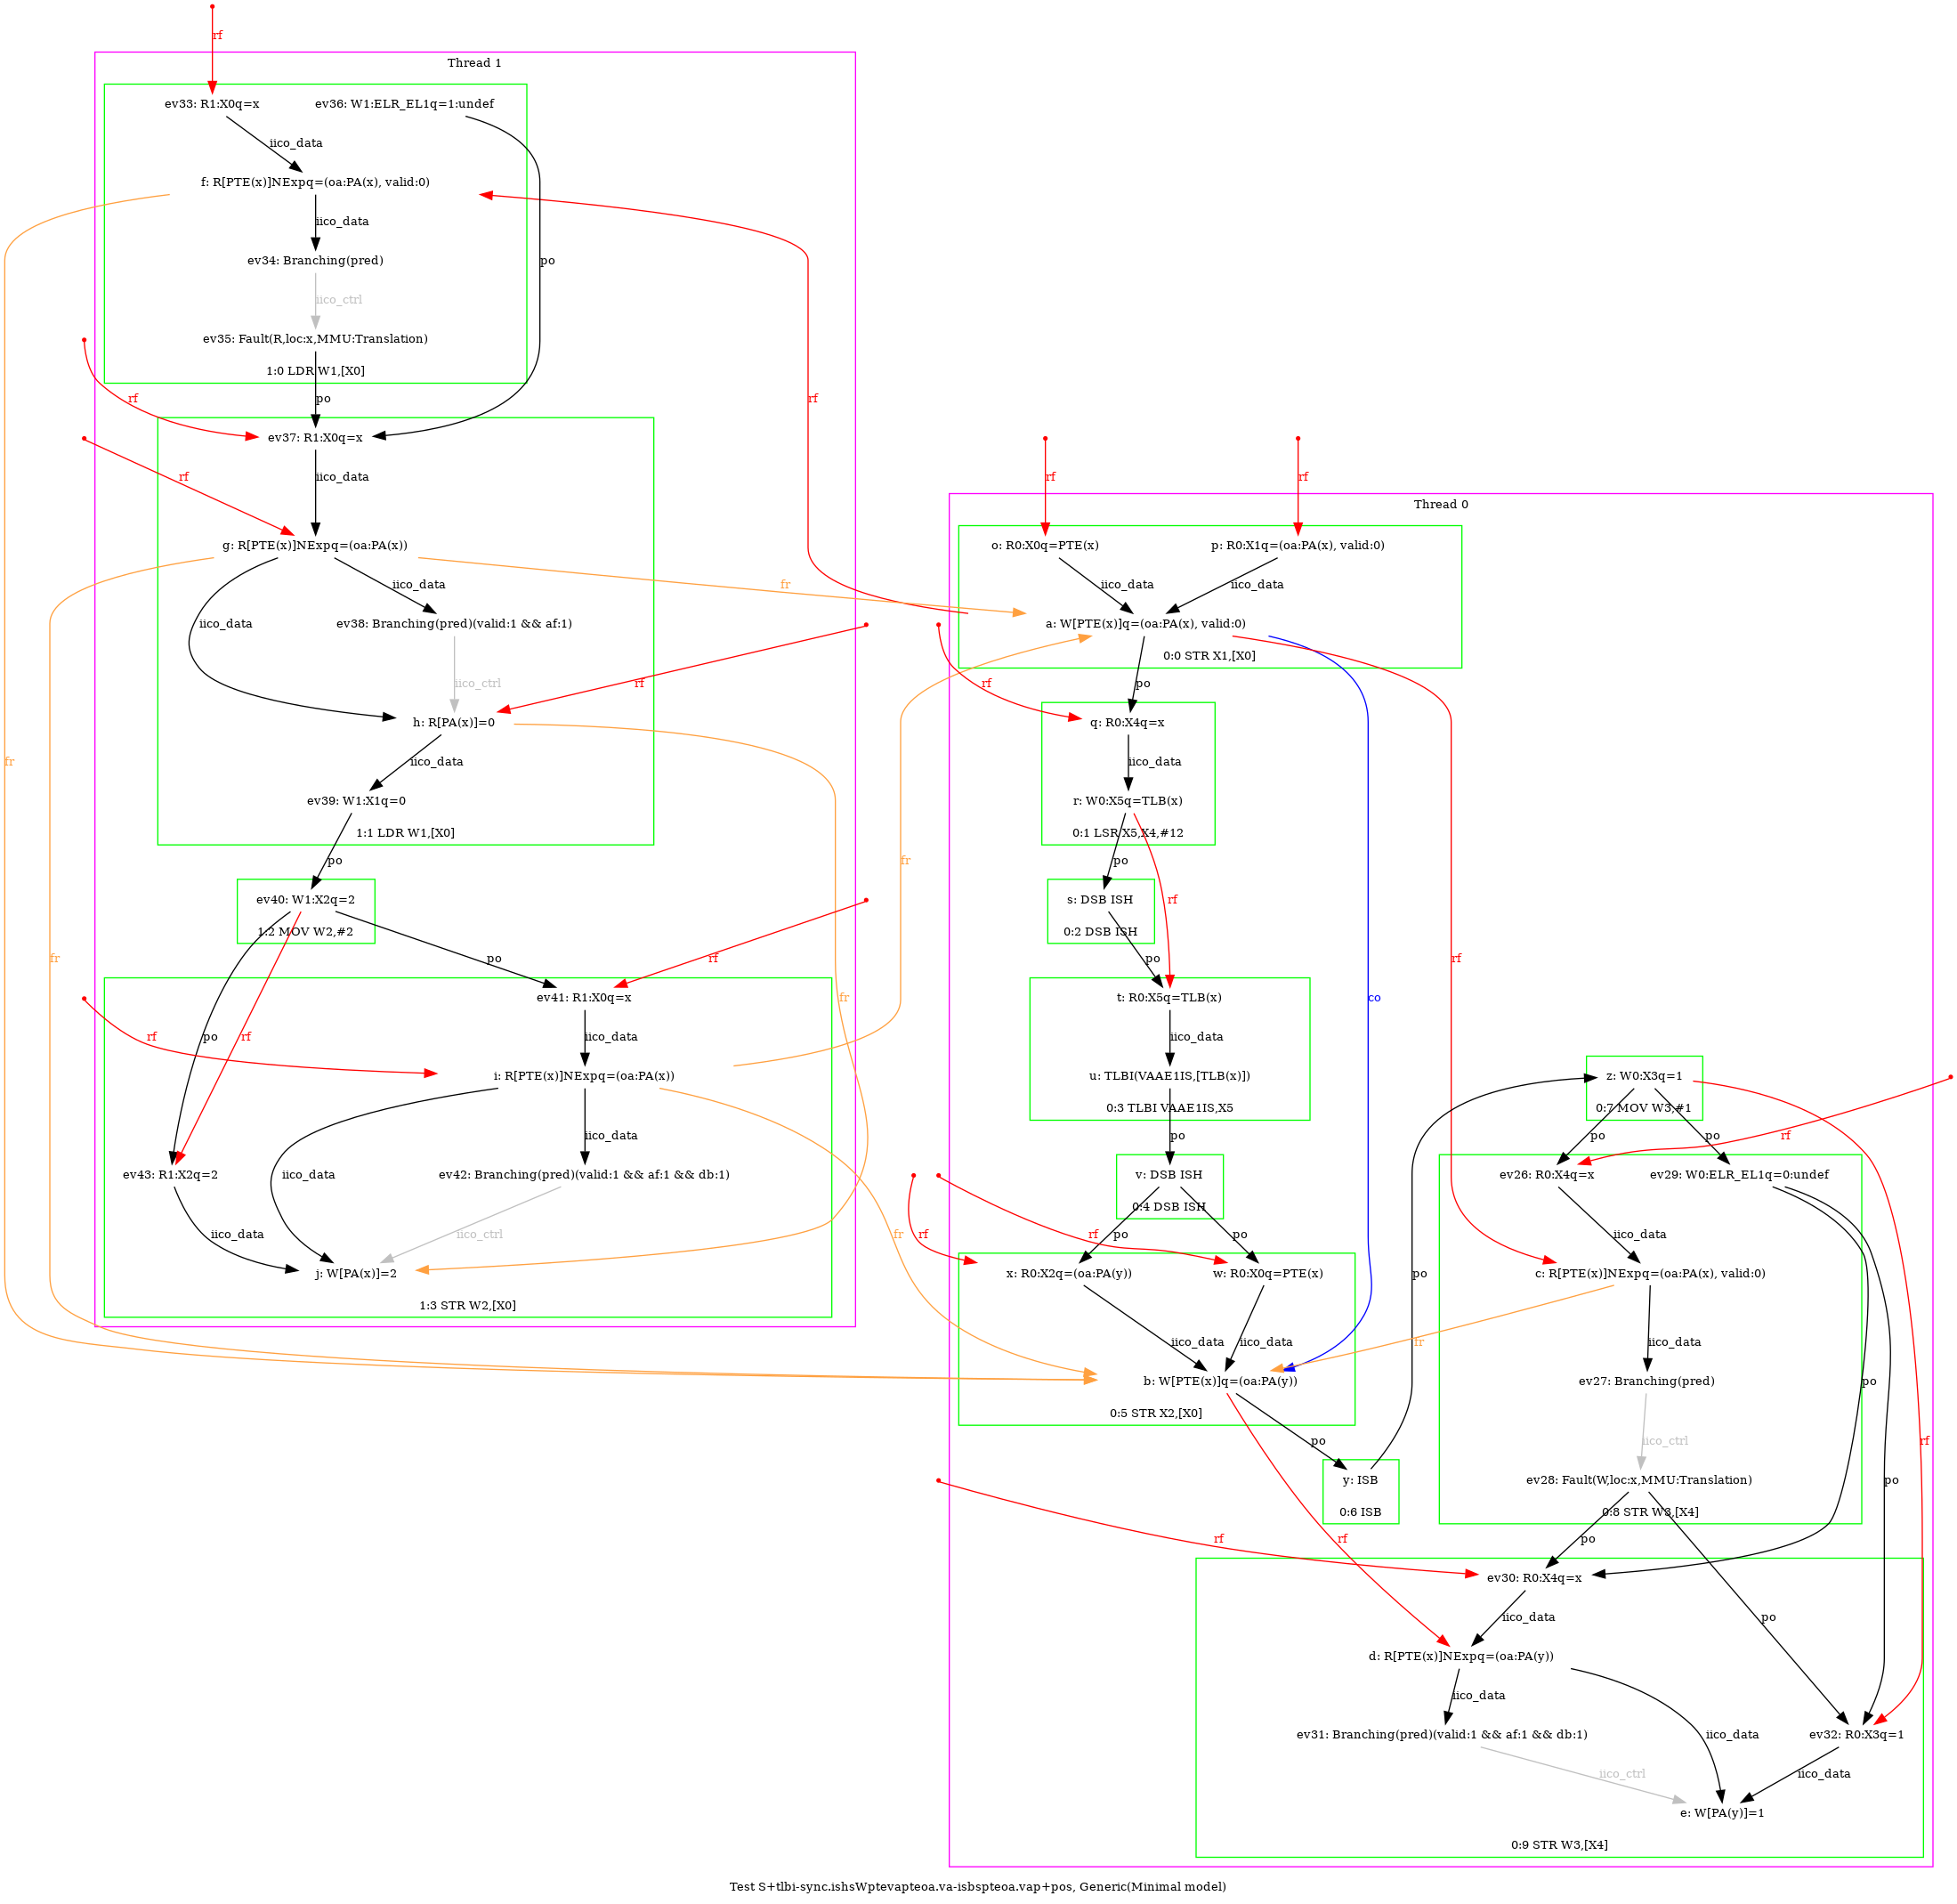 rf
Thread 1
ev33: R1:X0q=x
ev36: W1:ELR_EL1q=1:undef
iico_data
f: R[PTE(x)]NExpq=(oa:PA(x), valid:0)
iico_data
ev34: Branching(pred)
po
iico_ctrl
ev35: Fault(R,loc:x,MMU:Translation)
1:0 LDR W1,[X0]
rf
po
rf
ev37: R1:X0q=x
rf
iico_data
g: R[PTE(x)]NExpq=(oa:PA(x))
fr
iico_data
iico_data
ev38: Branching(pred)(valid:1 && af:1)
iico_ctrl
rf
h: R[PA(x)]=0
fr
iico_data
ev39: W1:X1q=0
1:1 LDR W1,[X0]
po
fr
ev40: W1:X2q=2
1:2 MOV W2,#2
fr
po
rf
fr
ev41: R1:X0q=x
rf
po
rf
iico_data
i: R[PTE(x)]NExpq=(oa:PA(x))
iico_data
iico_data
ev43: R1:X2q=2
ev42: Branching(pred)(valid:1 && af:1 && db:1)
iico_data
iico_ctrl
fr
j: W[PA(x)]=2
1:3 STR W2,[X0]
rf
rf
Thread 0
o: R0:X0q=PTE(x)
p: R0:X1q=(oa:PA(x), valid:0)
iico_data
iico_data
a: W[PTE(x)]q=(oa:PA(x), valid:0)
0:0 STR X1,[X0]
rf
po
q: R0:X4q=x
iico_data
r: W0:X5q=TLB(x)
0:1 LSR X5,X4,#12
po
s: DSB ISH
rf
0:2 DSB ISH
po
rf
t: R0:X5q=TLB(x)
co
iico_data
u: TLBI(VAAE1IS,[TLB(x)])
0:3 TLBI VAAE1IS,X5
po
v: DSB ISH
0:4 DSB ISH
rf
rf
po
po
x: R0:X2q=(oa:PA(y))
w: R0:X0q=PTE(x)
iico_data
iico_data
b: W[PTE(x)]q=(oa:PA(y))
0:5 STR X2,[X0]
po
y: ISB
0:6 ISB
po
z: W0:X3q=1
0:7 MOV W3,#1
po
po
rf
ev26: R0:X4q=x
ev29: W0:ELR_EL1q=0:undef
iico_data
c: R[PTE(x)]NExpq=(oa:PA(x), valid:0)
fr
iico_data
ev27: Branching(pred)
po
iico_ctrl
rf
ev28: Fault(W,loc:x,MMU:Translation)
po
0:8 STR W3,[X4]
rf
rf
po
ev30: R0:X4q=x
iico_data
po
d: R[PTE(x)]NExpq=(oa:PA(y))
iico_data
iico_data
ev31: Branching(pred)(valid:1 && af:1 && db:1)
ev32: R0:X3q=1
iico_ctrl
iico_data
e: W[PA(y)]=1
0:9 STR W3,[X4]
Test S+tlbi-sync.ishsWptevapteoa.va-isbspteoa.vap+pos, Generic(Minimal model)